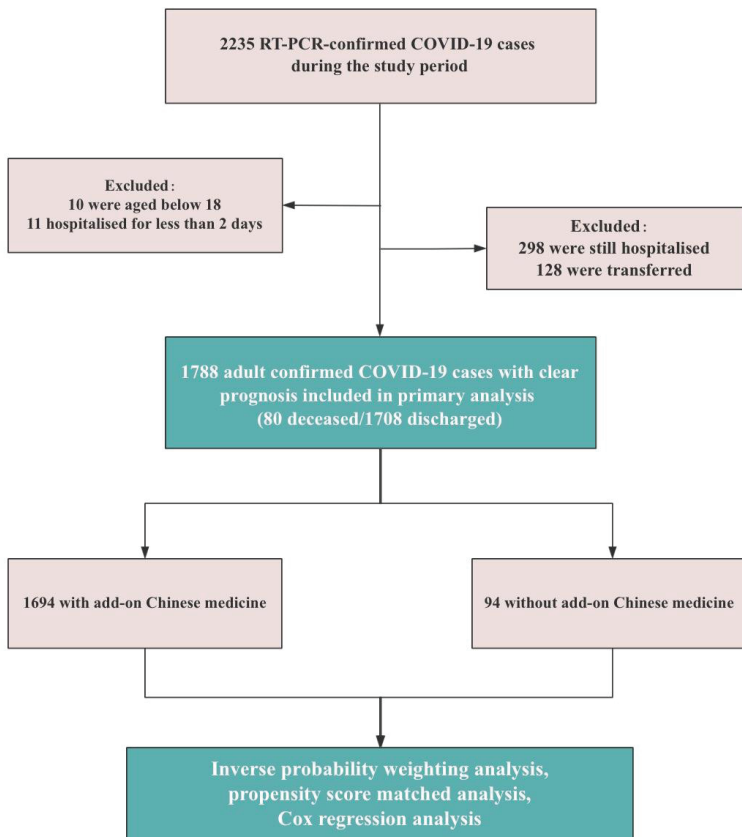 2235 RT-PCR-confirmed COVID-19 cases
during the study period
Excluded:
10 were aged below 18
11 hospitalised for less than 2 days
Excluded:
298 were still hospitalised
128 were transferred
1788 adult confirmed COVID-19 cases with clear
prognosis included in primary analysis
(80 deceased/1708 discharged)
1694 with add-on Chinese medicine
94 without add-on Chinese medicine
Inverse probability weighting analysis,
propensity score matched analysis,
Cox regression analysis